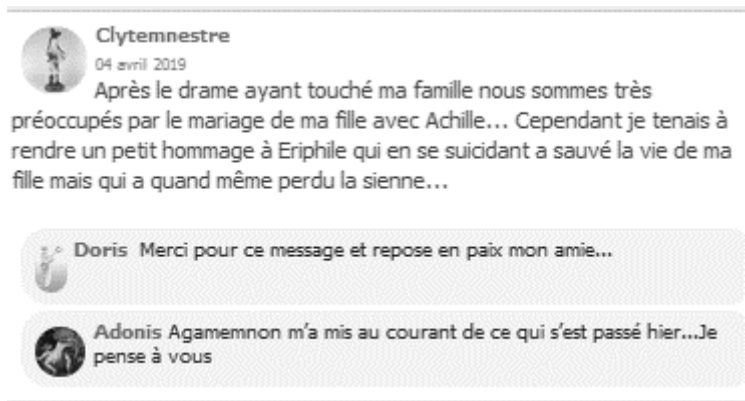 Clytemnestre
04 avril 2019
Après le drame ayant touché ma famille nous sommes très
préoccupés par le mariage de ma fille avec Achille... Cependant je tenais à
rendre un petit hommage à Eriphile qui en se suicidant a sauvé la vie de ma
fille mais qui a quand même perdu la sienne...
Doris Merci pour ce message et repose en paix mon amie...
Adonis Agamemnon m'a mis au courant de ce qui s'est passé hier...Je
pense à vous